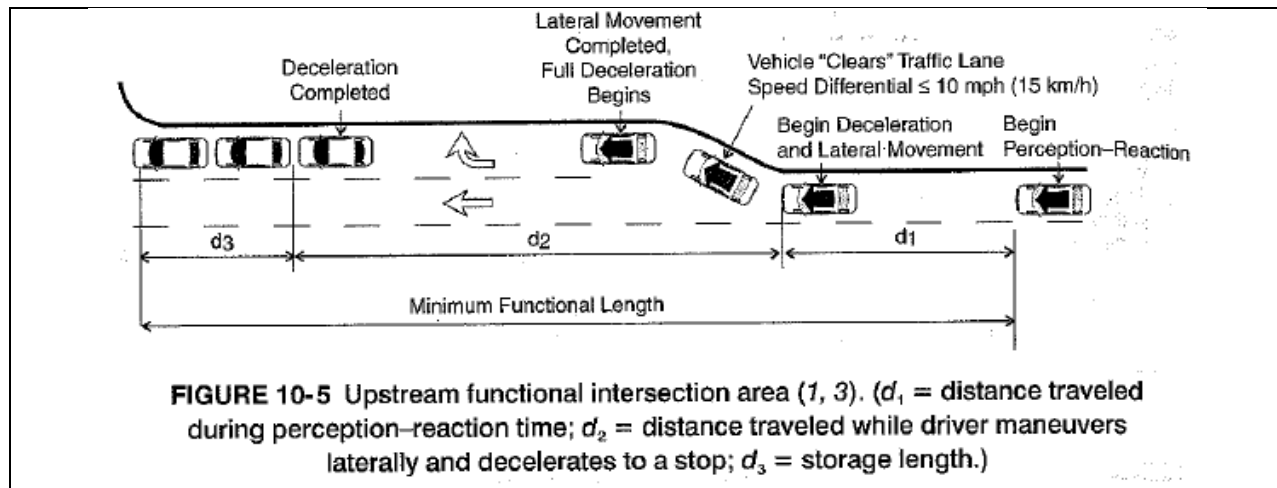 Lateral Movement
Completed,
Full Deceleration
Begins
Vehicle "Clears" Traffic Lane
Speed Differential ≤ 10 mph (15 km/h)
Deceleration
Completed
Begin Deceleration
and Lateral Movement
Begin
Perception–Reaction
d3
d2
d1
Minimum Functional Length
FIGURE 10-5 Upstream functional intersection area (1, 3). (d₁ = distance traveled
during perception–reaction time; d₂ = distance traveled while driver maneuvers
laterally and decelerates to a stop; d₃ = storage length.)